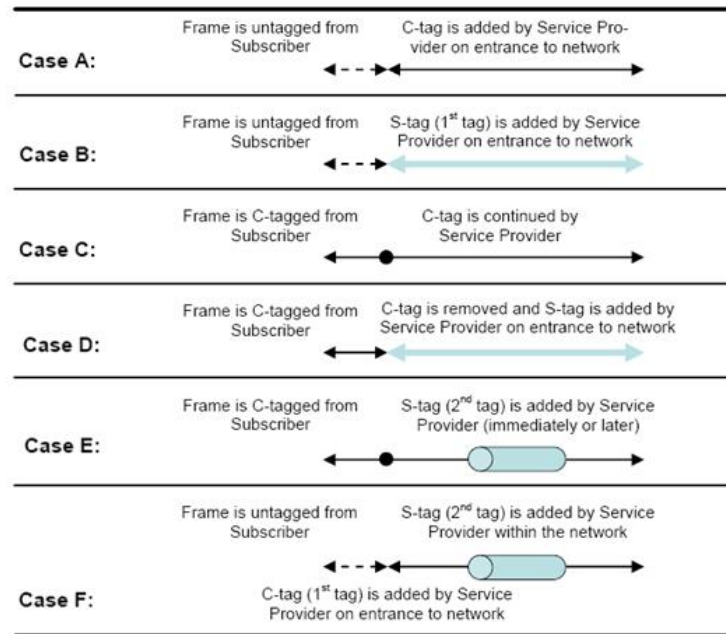 Frame is untagged from
Subscriber
C-tag is added by Service Pro-
vider on entrance to network
Case A:
Frame is untagged from
Subscriber
S-tag (1st tag) is added by Service
Provider on entrance to network
Case B:
Frame is C-tagged from
Subscriber
C-tag is continued by
Service Provider
Case C:
Frame is C-tagged from
Subscriber
C-tag is removed and S-tag is added by
Service Provider on entrance to network
Case D:
Frame is C-tagged from
Subscriber
S-tag (2nd tag) is added by Service
Provider (immediately or later)
Case E:
Frame is untagged from
Subscriber
S-tag (2nd tag) is added by Service
Provider within the network
Case F:
C-tag (1st tag) is added by Service
Provider on entrance to network